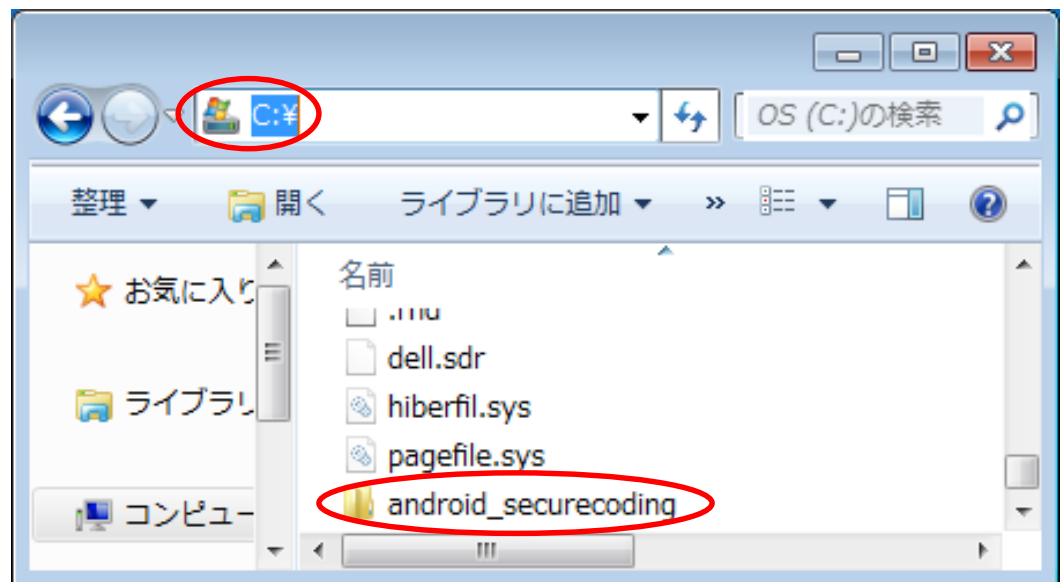 C:¥
OS (C:)の検索
整理 開く ライブラリに追加 »
お気に入り
名前
.rnd
dell.sdr
ライブラリ
hiberfil.sys
pagefile.sys
コンピュー
android_securecoding